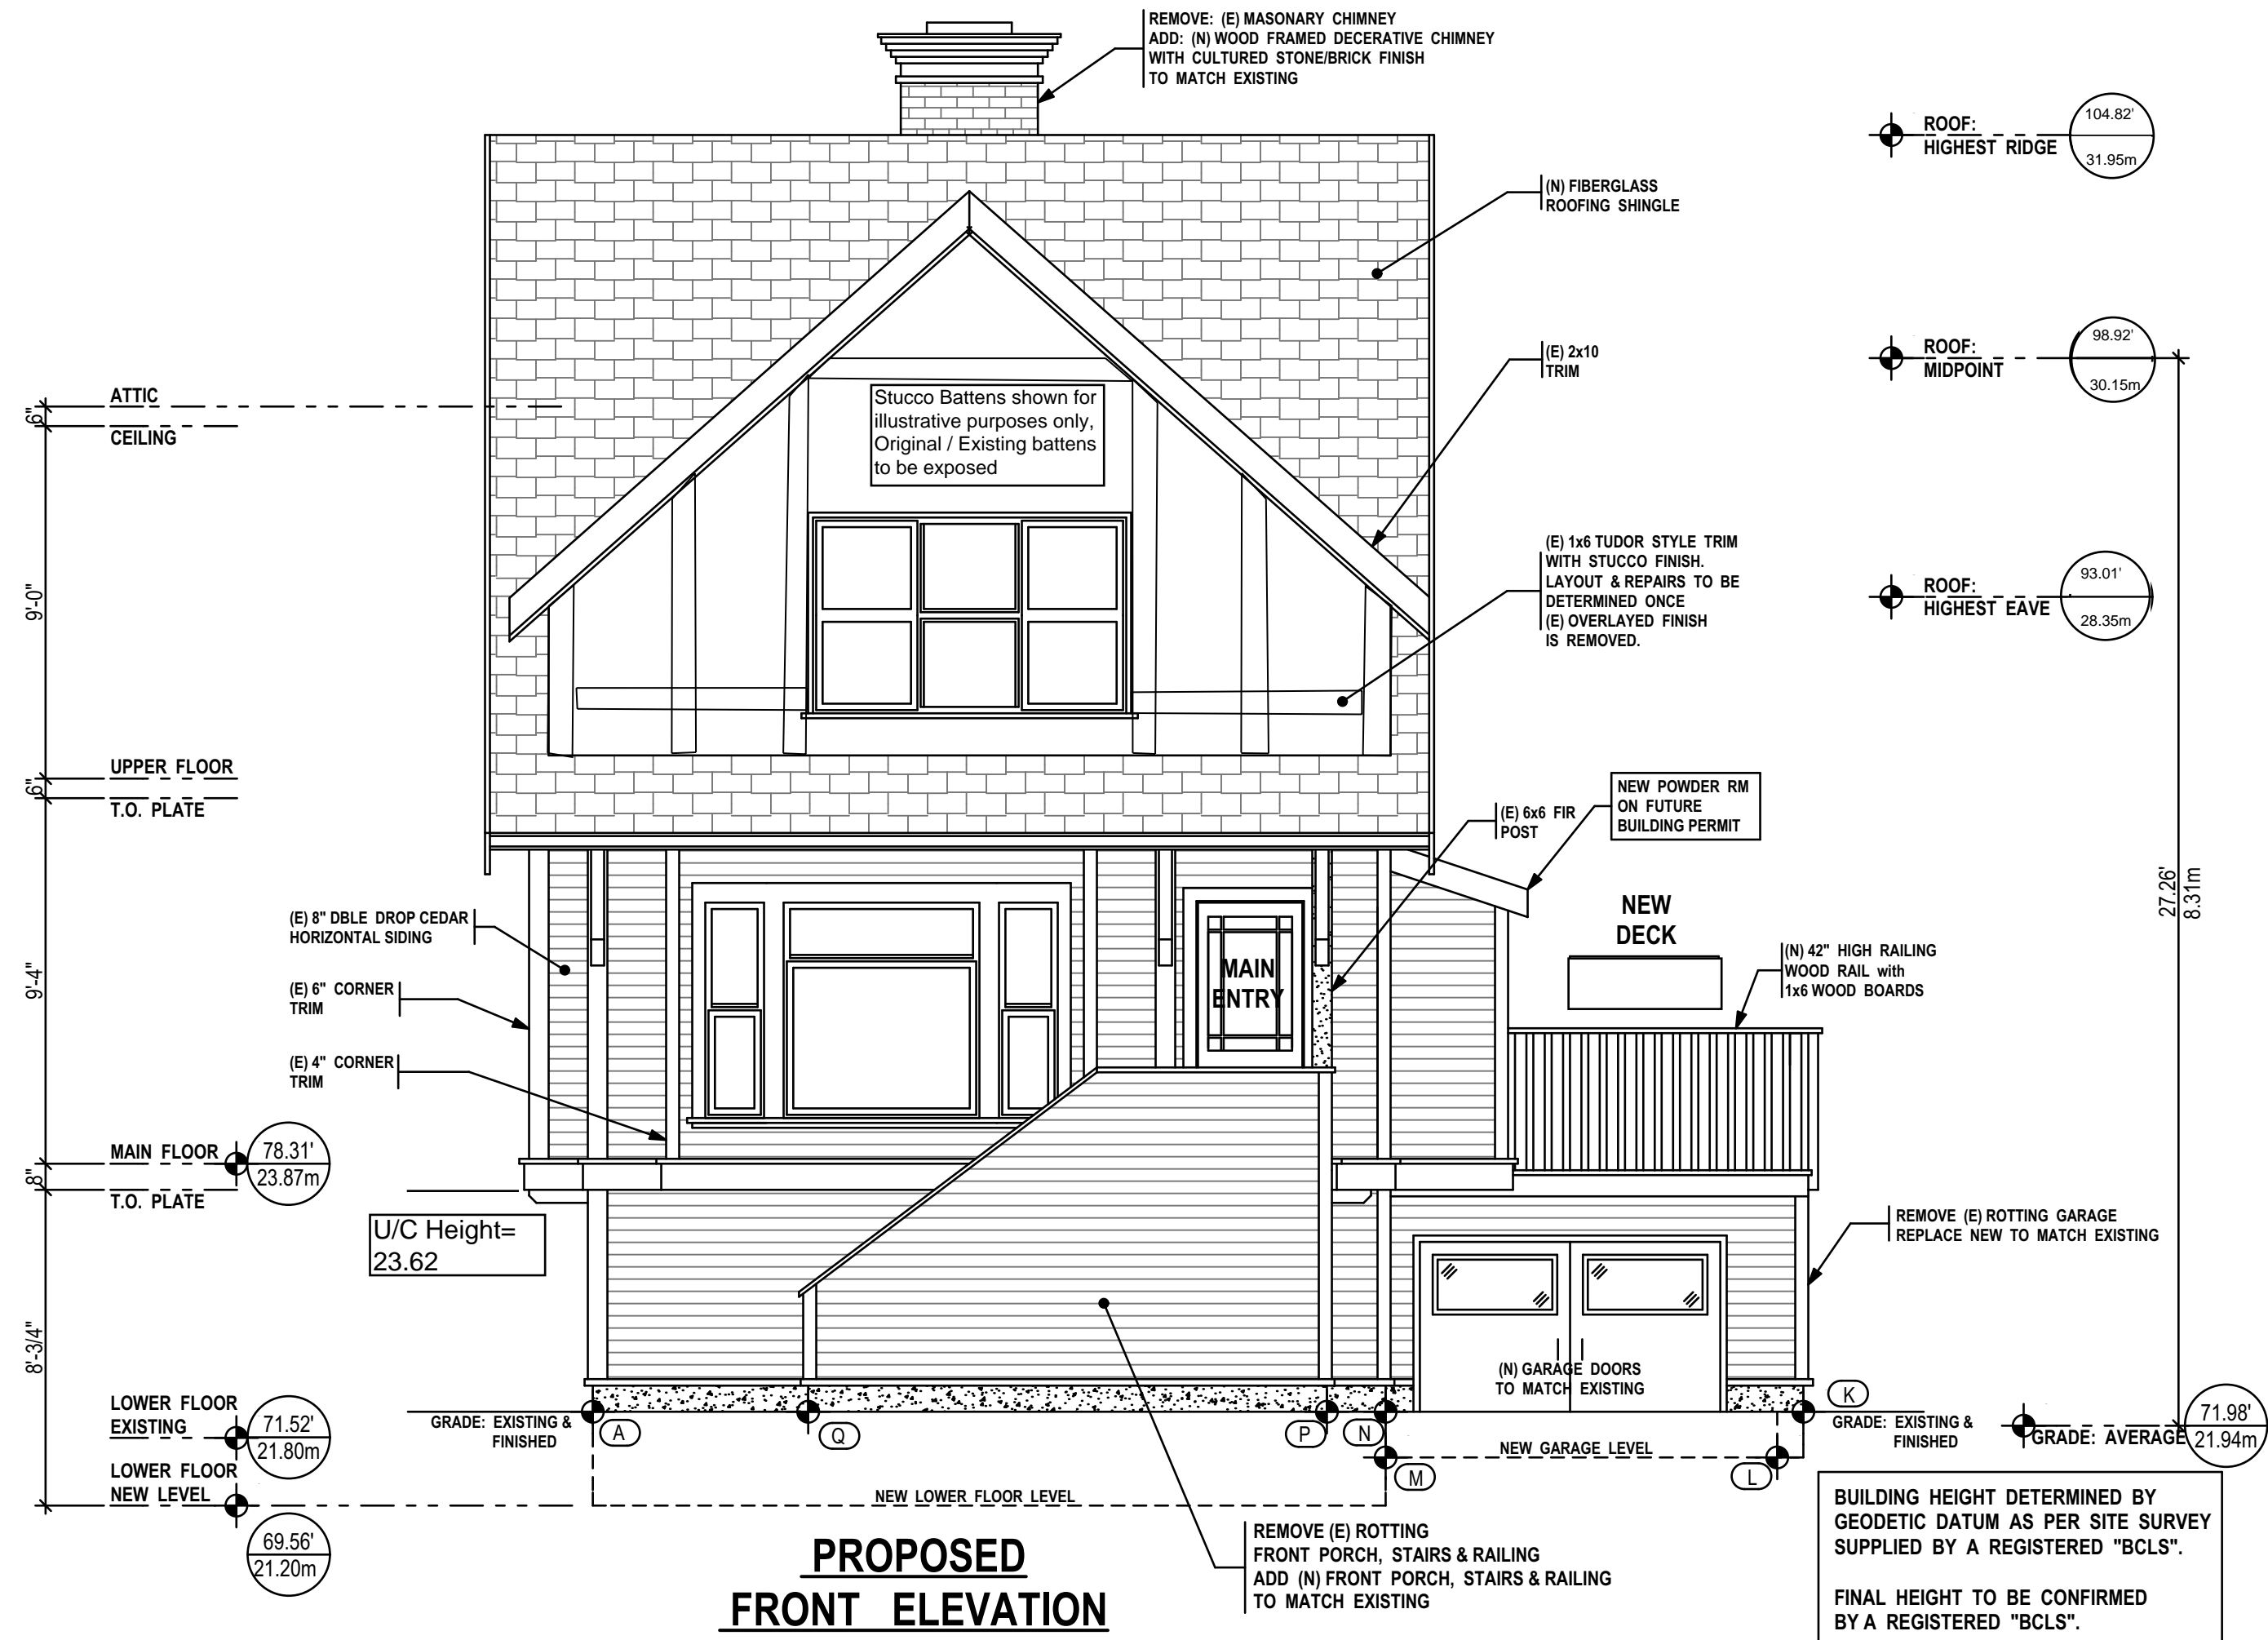 REMOVE: (E) MASONARY CHIMNEY
ADD: (N) WOOD FRAMED DECERATIVE CHIMNEY
WITH CULTURED STONE/BRICK FINISH
TO MATCH EXISTING
ROOF:
HIGHEST RIDGE
104.82'
31.95m
(N) FIBERGLASS
ROOFING SHINGLE
ROOF:
MIDPOINT
98.92'
30.15m
(E) 2x10
TRIM
ATTIC
6"
CEILING
Stucco Battens shown for
illustrative purposes only,
Original / Existing battens
to be exposed
(E) 1x6 TUDOR STYLE TRIM
WITH STUCCO FINISH.
LAYOUT & REPAIRS TO BE
DETERMINED ONCE
(E) OVERLAYED FINISH
IS REMOVED.
ROOF:
HIGHEST EAVE
93.01'
28.35m
9'-0"
UPPER FLOOR
6"
T.O. PLATE
(E) 6x6 FIR
POST
NEW POWDER RM
ON FUTURE
BUILDING PERMIT
27.26'
8.31m
(E) 8" DBLE DROP CEDAR
HORIZONTAL SIDING
NEW
DECK
(N) 42" HIGH RAILING
WOOD RAIL with
1x6 WOOD BOARDS
MAIN
ENTRY
9'-4"
(E) 6" CORNER
TRIM
(E) 4" CORNER
TRIM
MAIN FLOOR
78.31'
23.87m
8"
T.O. PLATE
U/C Height=
23.62
REMOVE (E) ROTTING GARAGE
REPLACE NEW TO MATCH EXISTING
8'-3/4"
(N) GARAGE DOORS
TO MATCH EXISTING
LOWER FLOOR
EXISTING
71.52'
21.80m
GRADE: EXISTING &
FINISHED
A
Q
P
N
K
GRADE: EXISTING &
FINISHED
GRADE: AVERAGE
71.98'
21.94m
NEW GARAGE LEVEL
M
L
LOWER FLOOR
NEW LEVEL
69.56'
21.20m
NEW LOWER FLOOR LEVEL
REMOVE (E) ROTTING
FRONT PORCH, STAIRS & RAILING
ADD (N) FRONT PORCH, STAIRS & RAILING
TO MATCH EXISTING
BUILDING HEIGHT DETERMINED BY
GEODETIC DATUM AS PER SITE SURVEY
SUPPLIED BY A REGISTERED "BCLS".
FINAL HEIGHT TO BE CONFIRMED
BY A REGISTERED "BCLS".
PROPOSED
FRONT ELEVATION